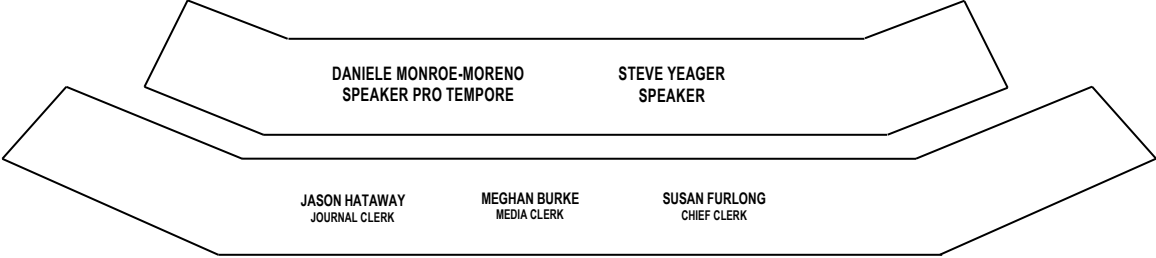 DANIELE MONROE-MORENO
SPEAKER PRO TEMPORE
STEVE YEAGER
SPEAKER
JASON HATAWAY
JOURNAL CLERK
MEGHAN BURKE
MEDIA CLERK
SUSAN FURLONG
CHIEF CLERK